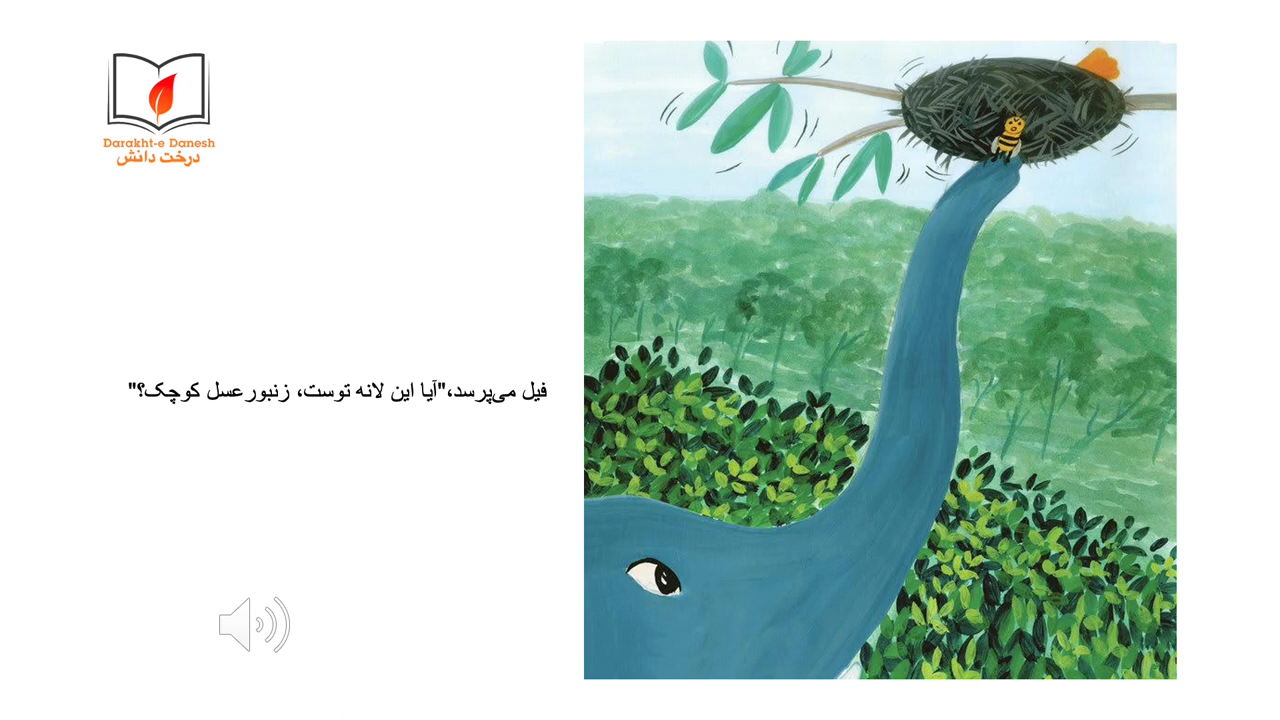 Darakht-e Danesh
درخت دانش
فیل می‌پرسد،"آیا این لانه توست، زنبورعسل کوچک؟"